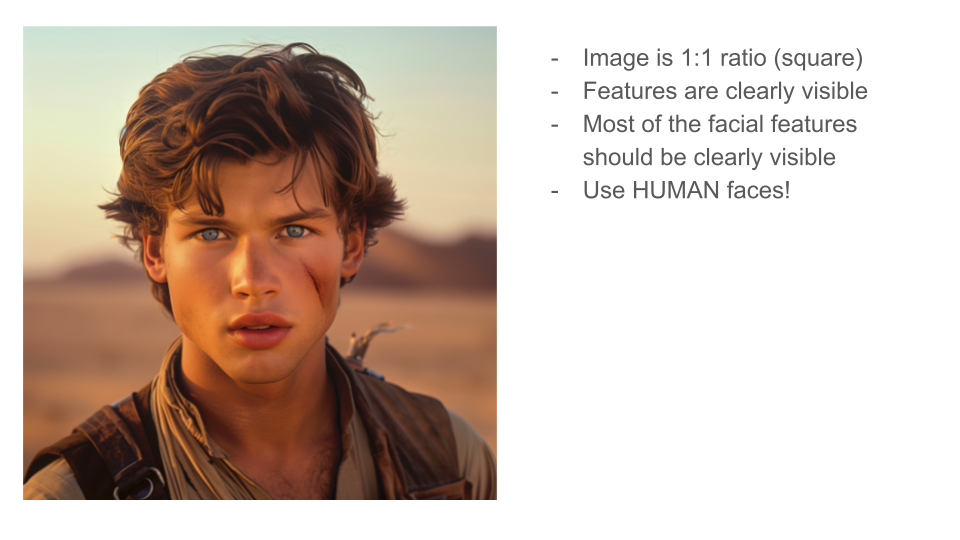 - Image is 1:1 ratio (square)
- Features are clearly visible
- Most of the facial features
should be clearly visible
- Use HUMAN faces!